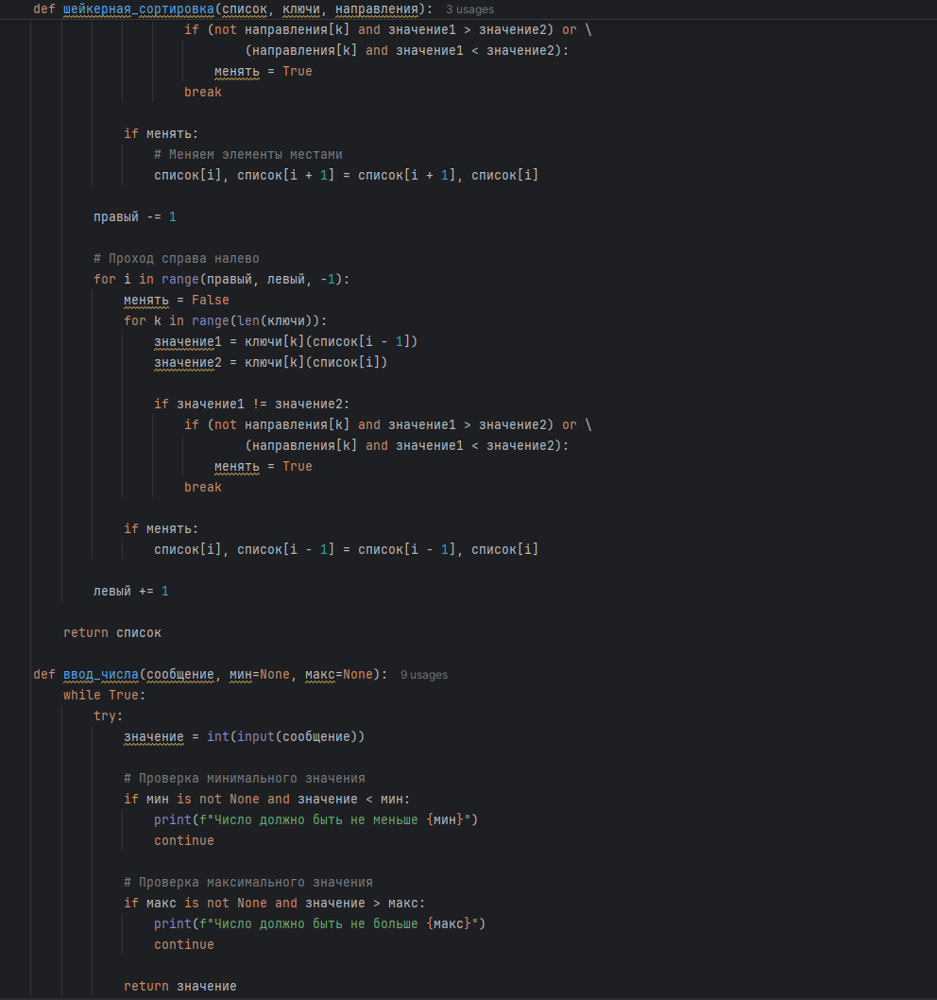 def шейкерная_сортировка(список, ключи, направления): 3 usages
if (not направления[k] and значение1 > значение2) or \
(направления[k] and значение1 < значение2):
менять = True
break
if менять:
# Меняем элементы местами
список[i], список[i + 1] = список[i + 1], список[i]
правый -= 1
# Проход справа налево
for i in range(правый, левый, -1):
менять = False
for k in range(len(ключи)):
значение1 = ключи[k](список[i - 1])
значение2 = ключи[k](список[i])
if значение1 != значение2:
if (not направления[k] and значение1 > значение2) or \
(направления[k] and значение1 < значение2):
менять = True
break
if менять:
список[i], список[i - 1] = список[i - 1], список[i]
левый += 1
return список
def ввод_числа(сообщение, мин=None, макс=None): 9 usages
while True:
try:
значение = int(input(сообщение))
# Проверка минимального значения
if мин is not None and значение < мин:
print(f"Число должно быть не меньше {мин}")
continue
# Проверка максимального значения
if макс is not None and значение > макс:
print(f"Число должно быть не больше {макс}")
continue
return значение